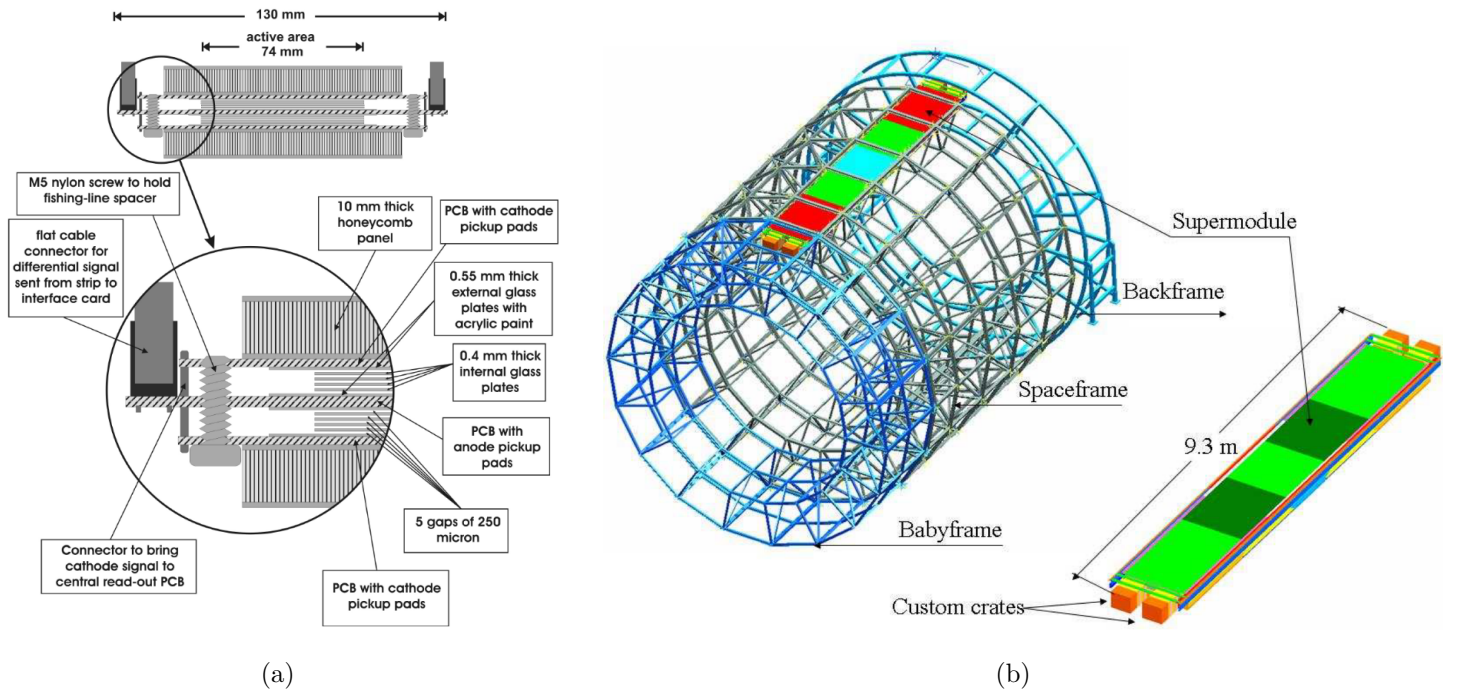 130 mm
active area
74 mm
M5 nylon screw to hold
fishing-line spacer
flat cable
connector for
differential signal
sent from strip to
interface card
10 mm thick
honeycomb
panel
PCB with cathode
pickup pads
0.55 mm thick
external glass
plates with
acrylic paint
0.4 mm thick
internal glass
plates
PCB with
anode pickup
pads
5 gaps of 250
micron
Connector to bring
cathode signal to
central read-out PCB
PCB with cathode
pickup pads
(a)
Supermodule
Backframe
Spaceframe
9.3 m
Babyframe
Custom crates
(b)